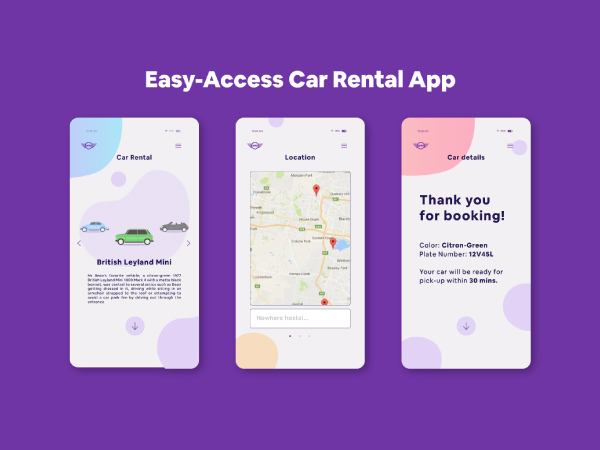 Easy-Access Car Rental App
Car Rental
British Leyland Mini
Mr Bean's favorite vehicle, a citron-green 1977
British Leyland Mini 1000 Mark 4 with a matte black
bonnet, was central to several antics such as Bean
getting dressed in it, driving while sitting in an
armchair strapped to the roof or attempting to
avoid a car park fee by driving out through the
entrance.
Location
Nowhere hostel...
Car details
Thank you
for booking!
Color: Citron-Green
Plate Number: 12V45L
Your car will be ready for
pick-up within 30 mins.